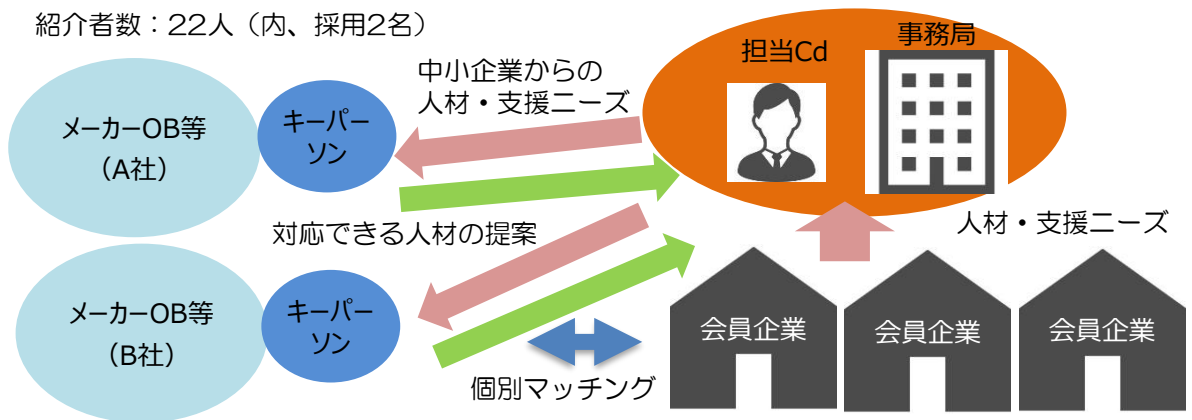 紹介者数：22人（内、採用2名）
担当Cd
事務局
中小企業からの
人材・支援ニーズ
メーカーOB等
（A社）
キーパー
ソン
対応できる人材の提案
人材・支援ニーズ
メーカーOB等
（B社）
キーパー
ソン
個別マッチング
会員企業
会員企業
会員企業